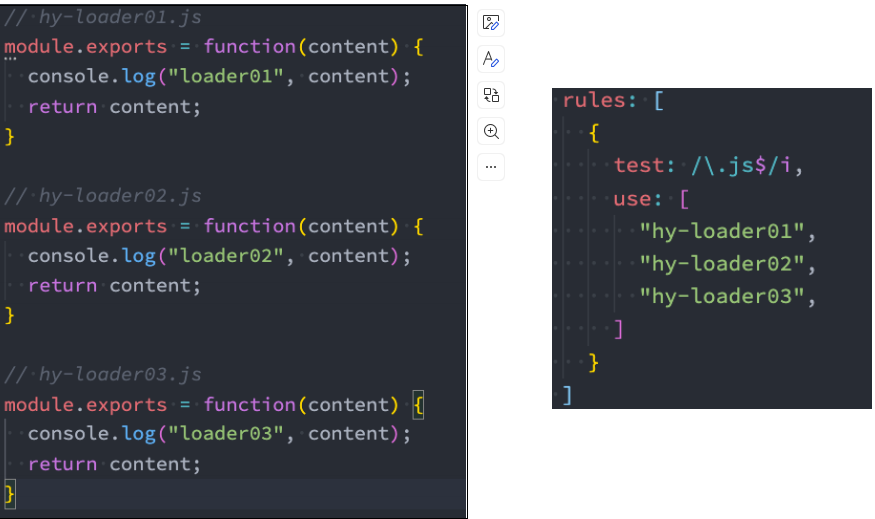 // hy-loader01.js
module.exports = function(content) {
  console.log("loader01", content);
  return content;
}

// hy-loader02.js
module.exports = function(content) {
  console.log("loader02", content);
  return content;
}

// hy-loader03.js
module.exports = function(content) {
  console.log("loader03", content);
  return content;
}

rules: [
  {
    test: /\.js$/i,
    use: [
      "hy-loader01",
      "hy-loader02",
      "hy-loader03",
    ]
  }
]